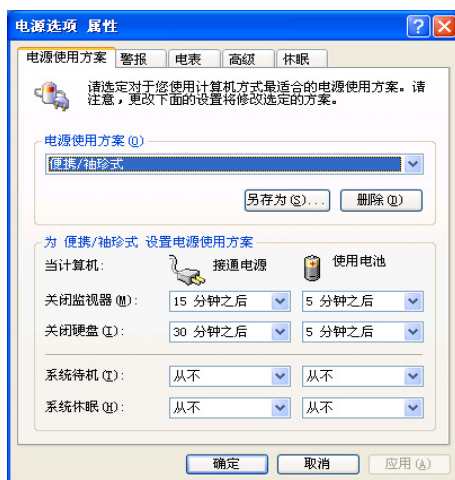 电源选项 属性
电源使用方案 警报 电表 高级 休眠
请选定对于您使用计算机方式最适合的电源使用方案。请
注意，更改下面的设置将修改选定的方案。
电源使用方案(O)
便携/袖珍式
另存为(S)... 删除(D)
为 便携/袖珍式 设置电源使用方案
当计算机: 接通电源 使用电池
关闭监视器(M): 15 分钟之后 5 分钟之后
关闭硬盘(I): 30 分钟之后 5 分钟之后
系统待机(T): 从不 从不
系统休眠(H): 从不 从不
确定 取消 应用(A)